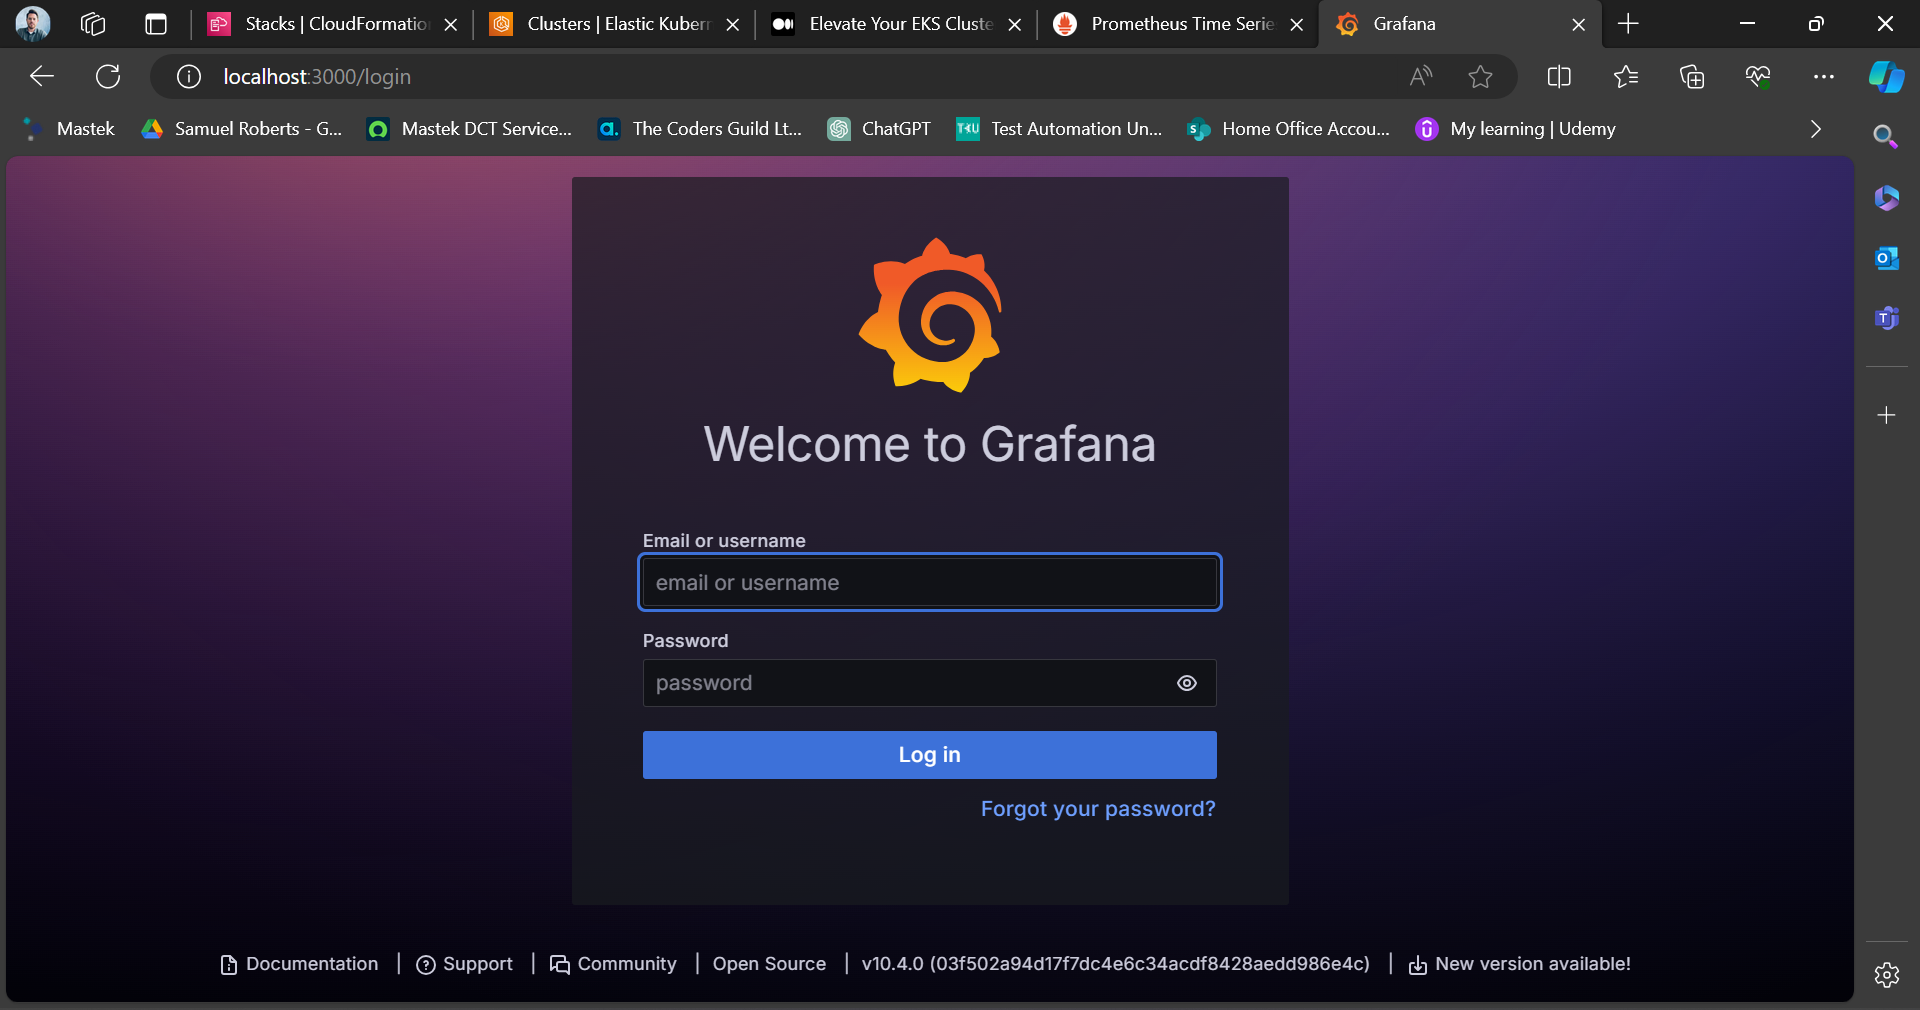 Stacks | CloudFormatio
Clusters | Elastic Kuber
Elevate Your EKS Cluste
Prometheus Time Serie
Grafana
localhost:3000/login
Mastek
Samuel Roberts - G...
Mastek DCT Service...
The Coders Guild Lt...
ChatGPT
Test Automation Un...
Home Office Accou...
My learning | Udemy
Welcome to Grafana
Email or username
email or username
Password
password
Log in
Forgot your password?
Documentation | Support | Community | Open Source | v10.4.0 (03f502a94d17f7dc4e6c34acdf8428aedd986e4c) | New version available!